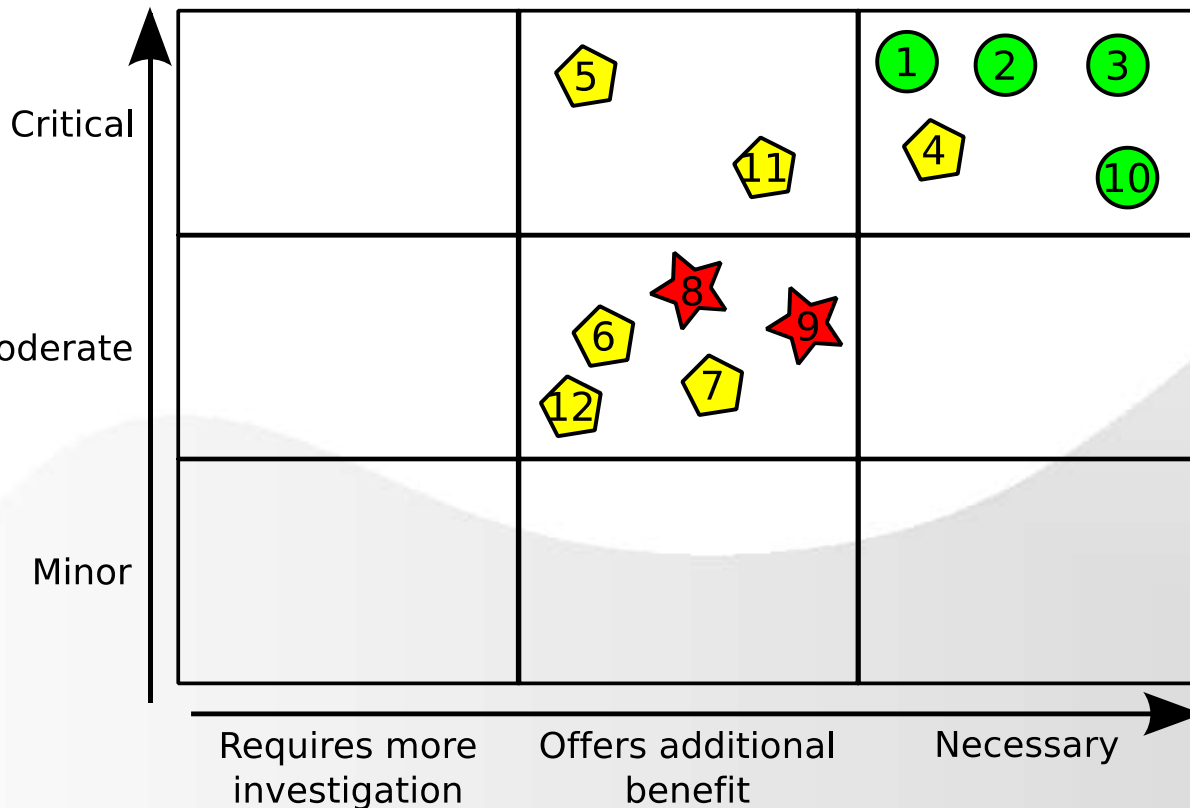 5
1
2
3
Critical
4
11
10
8
9
oderate
6
7
12
Minor
Requires more
investigation
Offers additional
benefit
Necessary